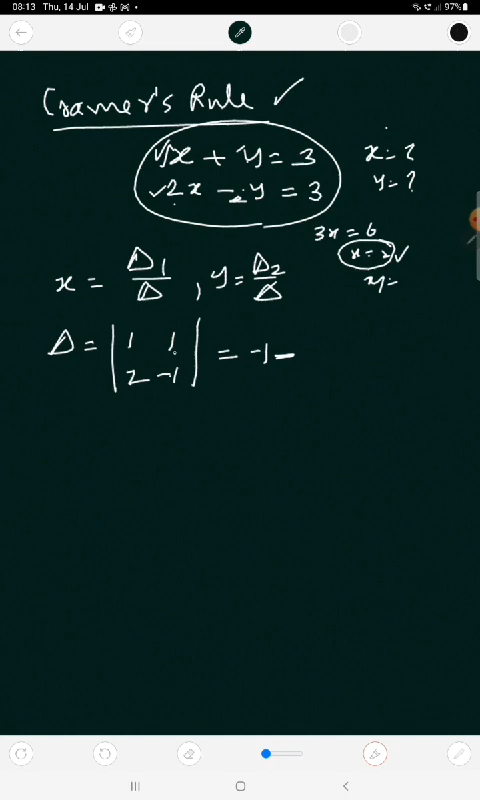 08:13 Thu, 14 Jul 97%
Cramer's Rule ✓
√x + y = 3
✓2x - y = 3
x = ?
y = ?
3x = 6
x = 2 ✓
x = Δ1/Δ , y = Δ2/Δ
Δ = | 1 1 | = -1 -
| 2 -1 |